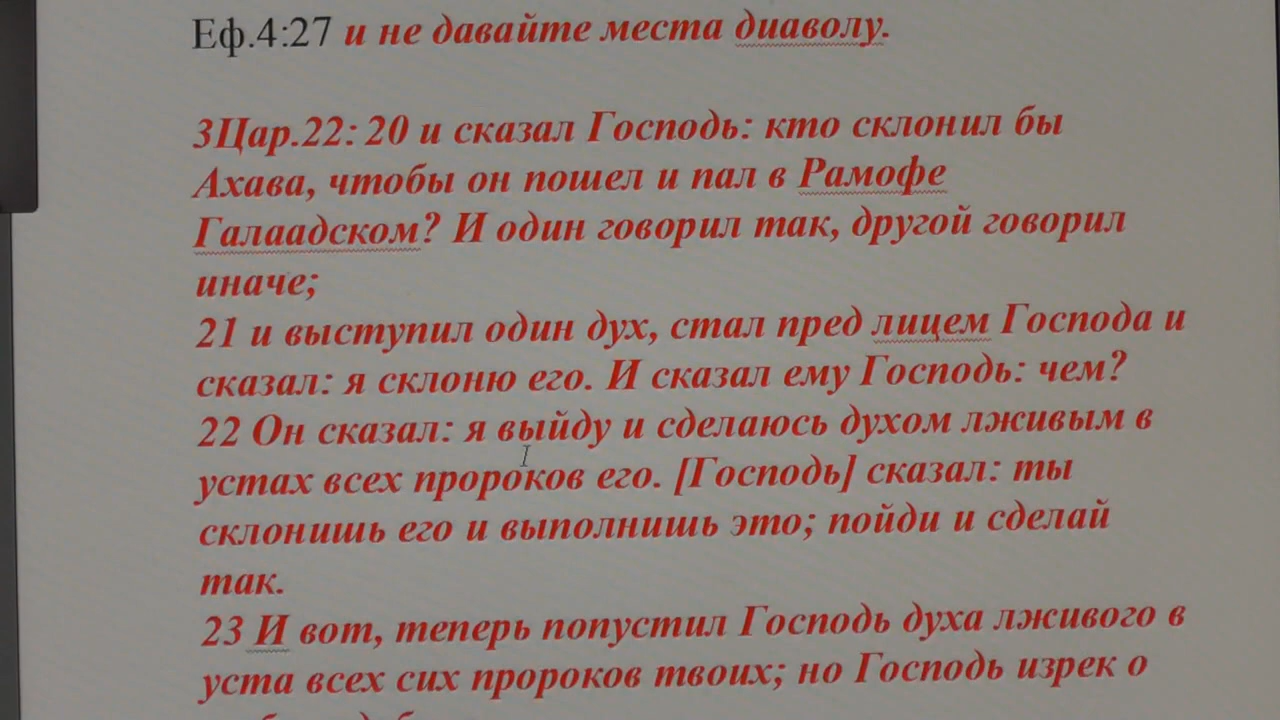 Еф.4:27 и не давайте места диаволу.
3Цар.22: 20 и сказал Господь: кто склонил бы
Ахава, чтобы он пошел и пал в Рамофе
Галаадском? И один говорил так, другой говорил
иначе;
21 и выступил один дух, стал пред лицем Господа и
сказал: я склоню его. И сказал ему Господь: чем?
22 Он сказал: я выйду и сделаюсь духом лживым в
устах всех пророков его. [Господь] сказал: ты
склонишь его и выполнишь это; пойди и сделай
так.
23 И вот, теперь попустил Господь духа лживого в
уста всех сих пророков твоих; но Господь изрек о